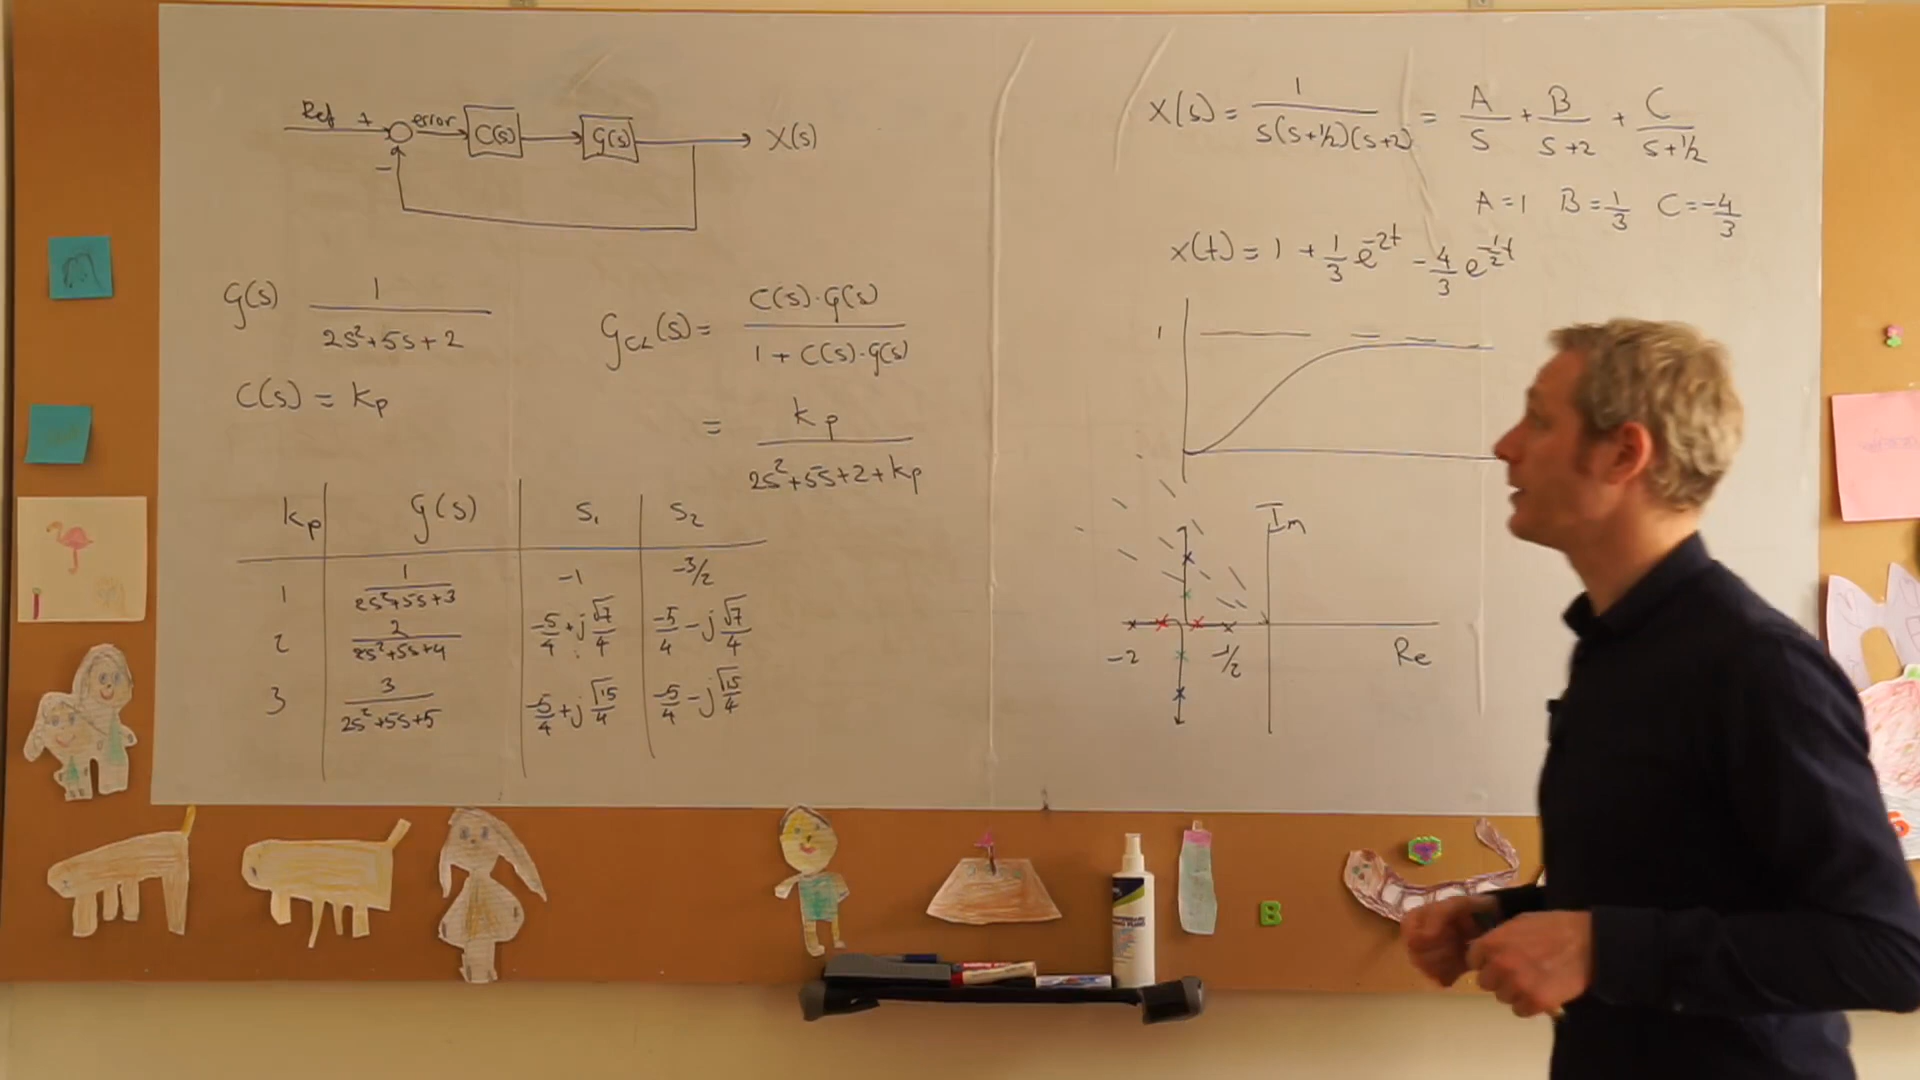 Ref + error C(s) G(s) X(s)
−
G(s) 1/(2s²+5s+2)
C(s) = kp
G_CL(s) = C(s)·G(s)/(1 + C(s)·G(s))
= kp/(2s²+5s+2+kp)
kp G(s) s₁ s₂
1 1/(2s²+5s+3) −1 −3/2
2 2/(2s²+5s+4) −5/4+j√7/4 −5/4−j√7/4
3 3/(2s²+5s+5) −5/4+j√15/4 −5/4−j√15/4
X(s) = 1/(s(s+1/2)(s+2)) = A/s + B/(s+2) + C/(s+1/2)
A=1 B=1/3 C=−4/3
x(t) = 1 + 1/3 e^(−2t) − 4/3 e^(−1/2 t)
1
Im
−2 −1/2 Re
B